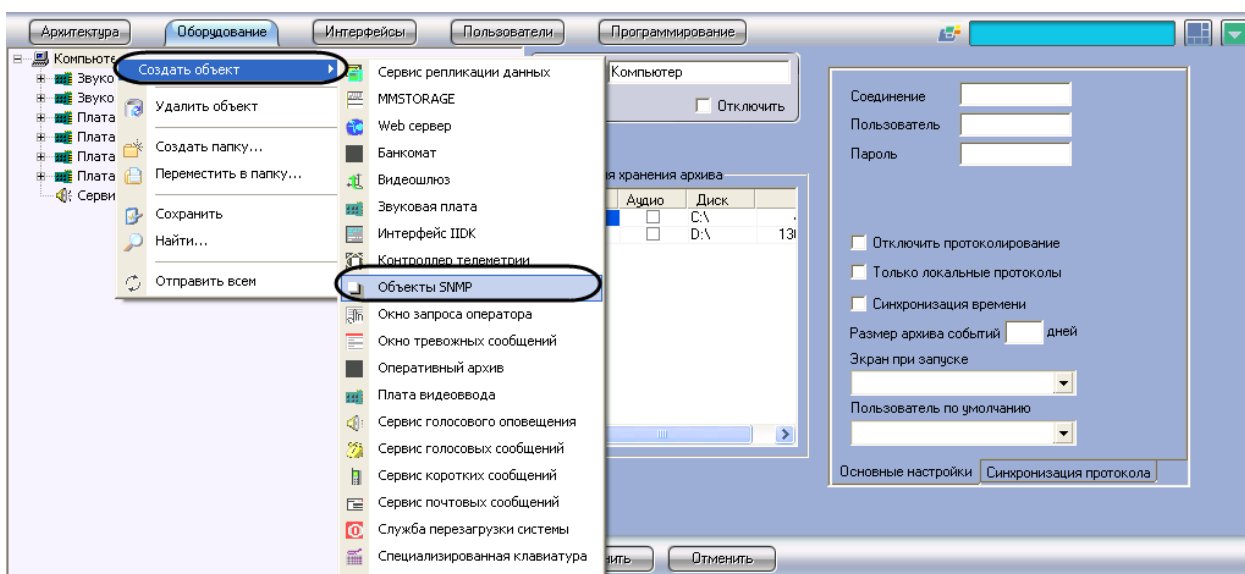 Архитектура Оборудование Интерфейсы Пользователи Программирование
Компьюте
Звуко
Звуко
Плата
Плата
Плата
Плата
Серви
Создать объект
Удалить объект
Создать папку...
Переместить в папку...
Сохранить
Найти...
Отправить всем
Сервис репликации данных
MMSTORAGE
Web сервер
Банкомат
Видеошлюз
Звуковая плата
Интерфейс IIDK
Контроллер телеметрии
Объекты SNMP
Окно запроса оператора
Окно тревожных сообщений
Оперативный архив
Плата видеоввода
Сервис голосового оповещения
Сервис голосовых сообщений
Сервис коротких сообщений
Сервис почтовых сообщений
Служба перезагрузки системы
Специализированная клавиатура
Компьютер
Отключить
я хранения архива
Аудио Диск
C:\
D:\ 13
Соединение
Пользователь
Пароль
Отключить протоколирование
Только локальные протоколы
Синхронизация времени
Размер архива событий дней
Экран при запуске
Пользователь по умолчанию
Основные настройки Синхронизация протокола
нить Отменить